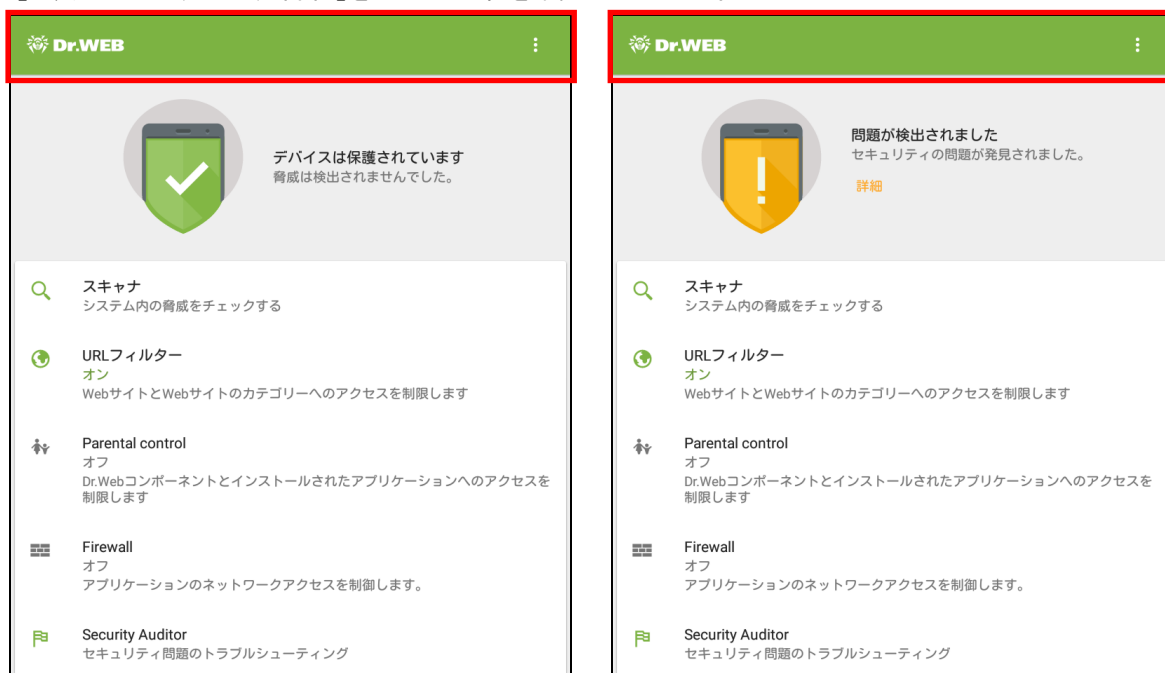 Dr.WEB
デバイスは保護されています
脅威は検出されませんでした。
スキャナ
システム内の脅威をチェックする
URLフィルター
オン
WebサイトとWebサイトのカテゴリーへのアクセスを制限します
Parental control
オフ
Dr.Webコンポーネントとインストールされたアプリケーションへのアクセスを
制限します
Firewall
オフ
アプリケーションのネットワークアクセスを制御します。
Security Auditor
セキュリティ問題のトラブルシューティング
Dr.WEB
問題が検出されました
セキュリティの問題が発見されました。
詳細
スキャナ
システム内の脅威をチェックする
URLフィルター
オン
WebサイトとWebサイトのカテゴリーへのアクセスを制限します
Parental control
オフ
Dr.Webコンポーネントとインストールされたアプリケーションへのアクセスを
制限します
Firewall
オフ
アプリケーションのネットワークアクセスを制御します。
Security Auditor
セキュリティ問題のトラブルシューティング